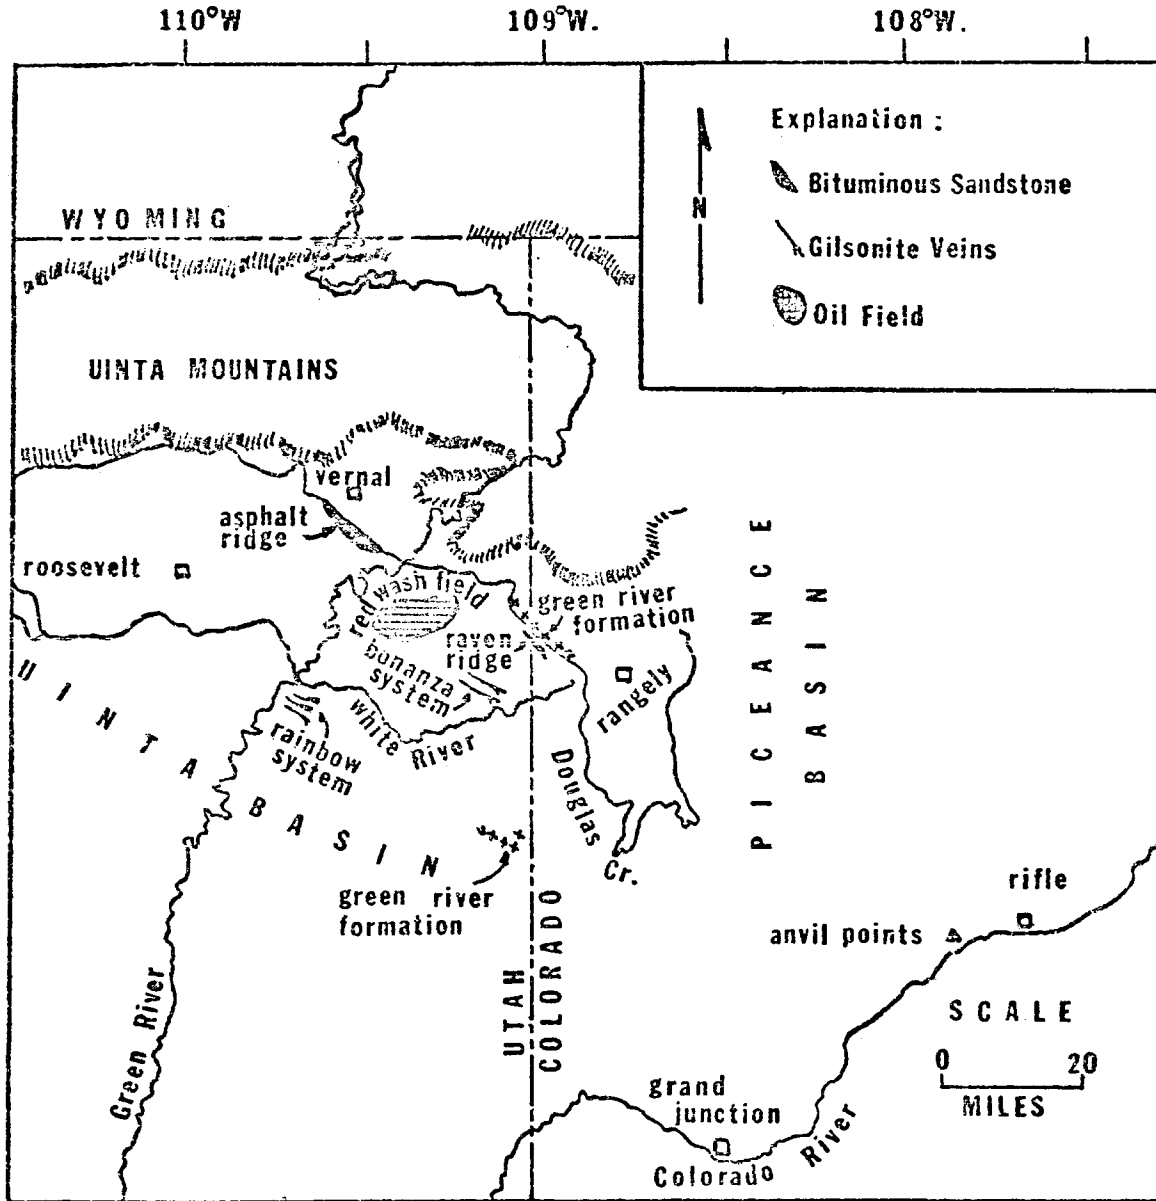 110°W
109°W.
108°W.
Explanation :
Bituminous Sandstone
N
Gilsonite Veins
Oil Field
WYOMING
UINTA MOUNTAINS
vernal
asphalt
ridge
roosevelt
red wash field
green river
formation
raven
ridge
bonanza
system
rangely
White River
rainbow
system
UINTA BASIN
PICEANCE
BASIN
Douglas
Cr.
green river
formation
rifle
anvil points
UTAH
COLORADO
Green River
SCALE
0 20
MILES
grand
junction
Colorado River